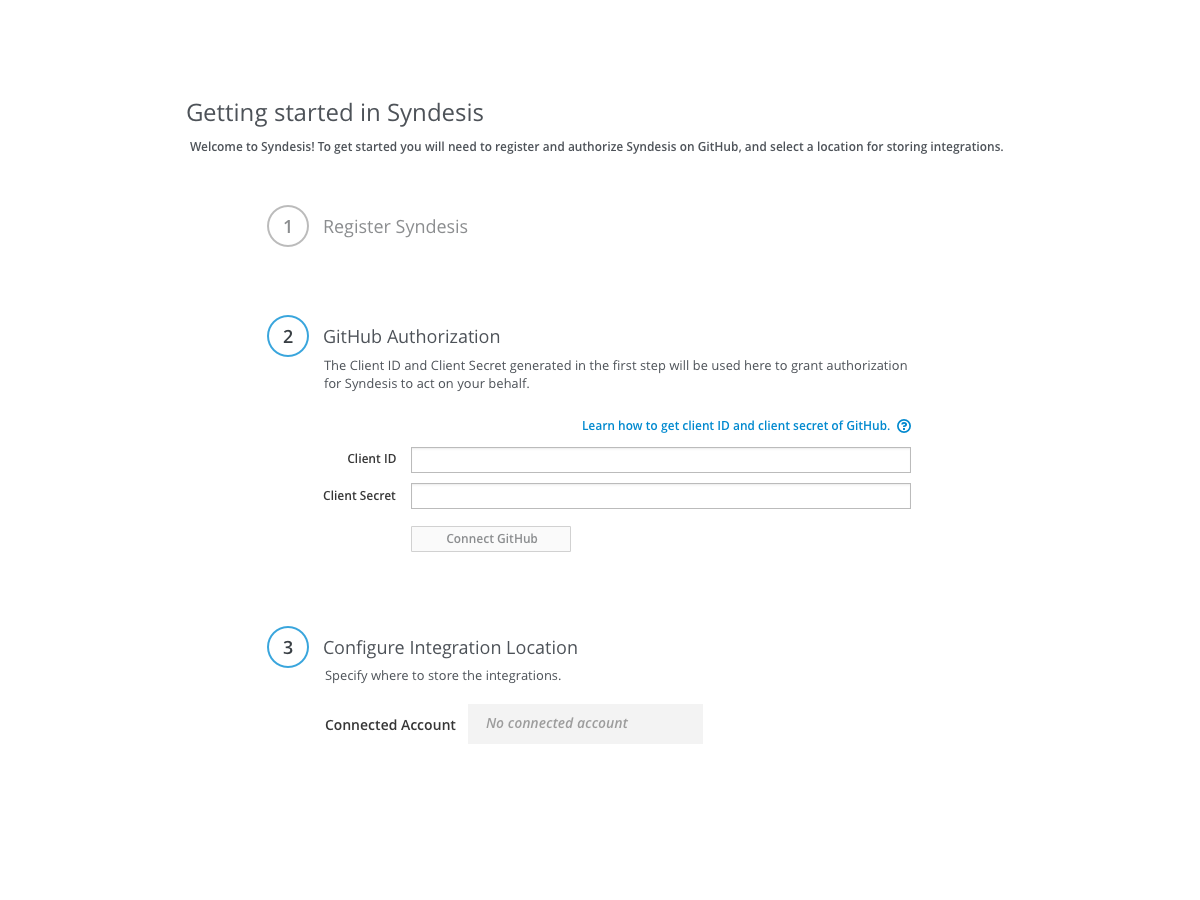 Getting started in Syndesis
Welcome to Syndesis! To get started you will need to register and authorize Syndesis on GitHub, and select a location for storing integrations.
1 Register Syndesis
2 GitHub Authorization
The Client ID and Client Secret generated in the first step will be used here to grant authorization
for Syndesis to act on your behalf.
Learn how to get client ID and client secret of GitHub. ?
Client ID
Client Secret
Connect GitHub
3 Configure Integration Location
Specify where to store the integrations.
Connected Account No connected account